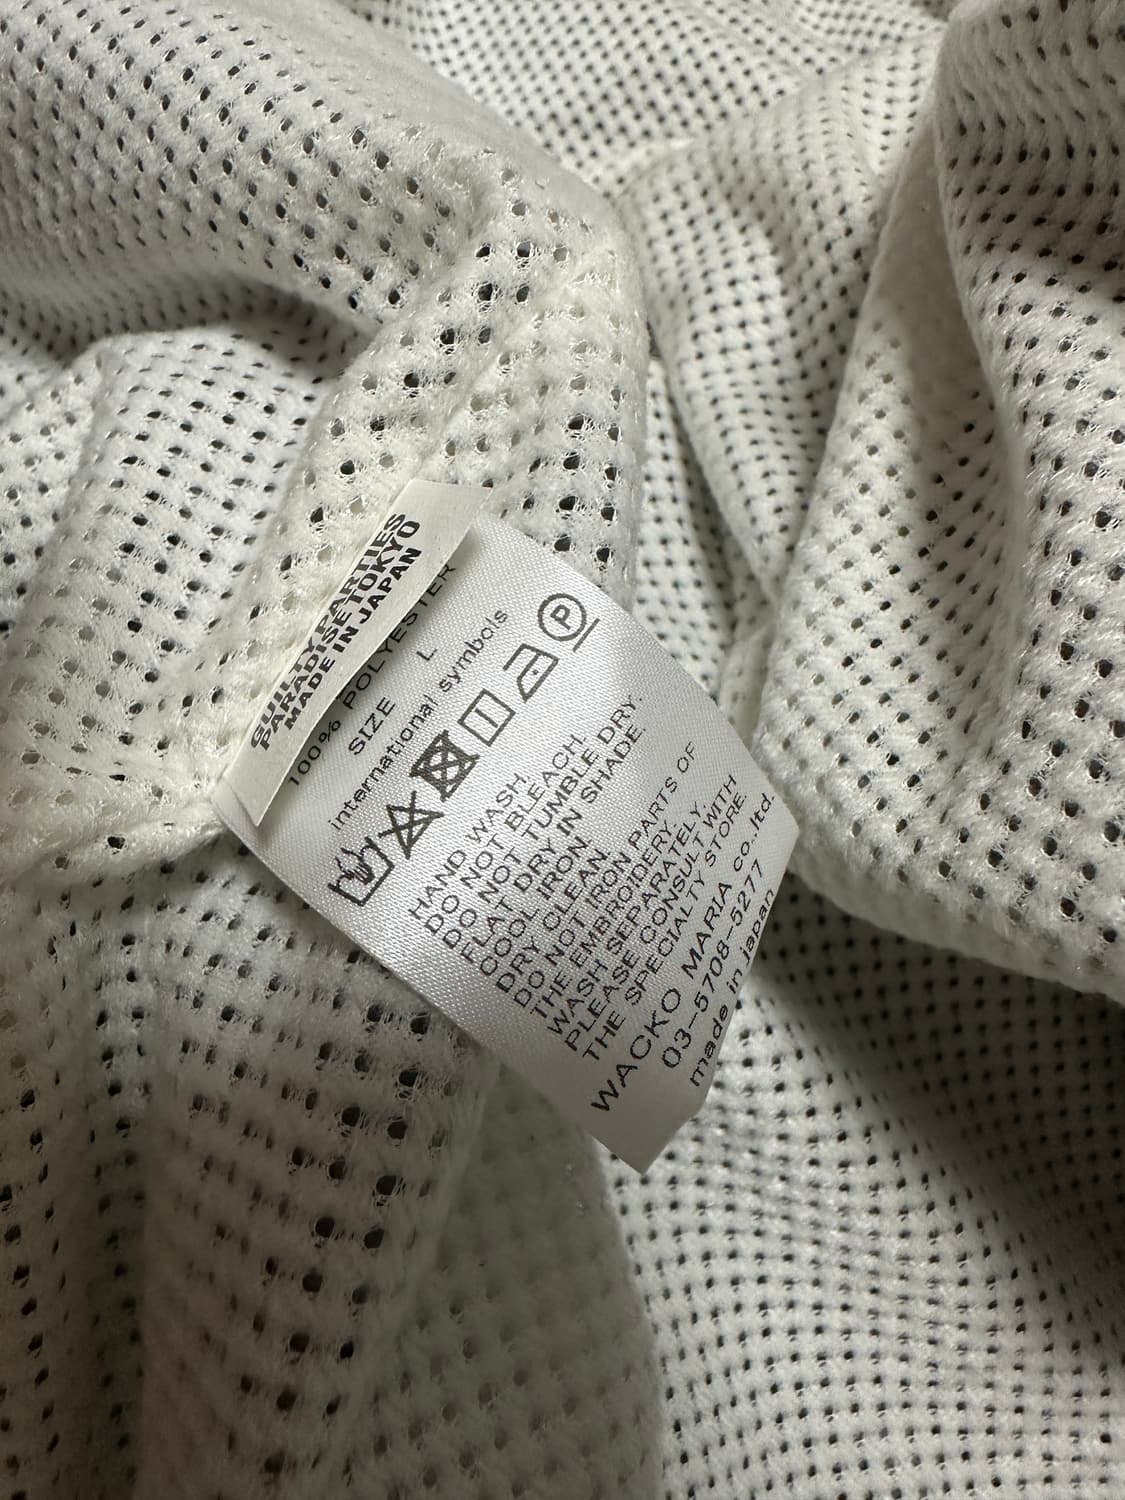 GUILTY PARTIES
PARADISE TOKYO
MADE IN JAPAN
100% POLYESTER
SIZE L
international symbols
P
HAND WASH.
DO NOT BLEACH.
DO NOT TUMBLE DRY.
FLAT DRY IN SHADE.
COOL IRON.
DRY CLEAN
DO NOT IRON PARTS OF
THE EMBROIDERY.
WASH SEPARATELY.
PLEASE CONSULT WITH
THE SPECIALTY STORE.
WACKO MARIA co.,ltd.
03-5708-5277
made in japan